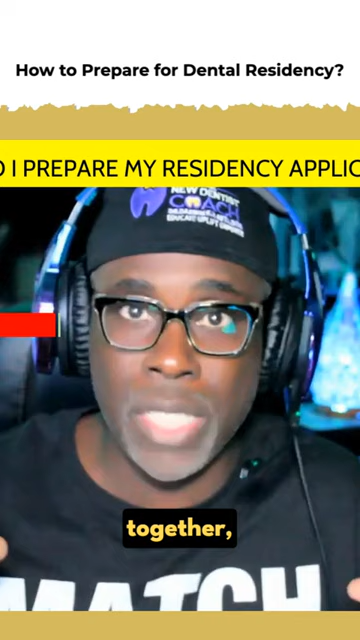 How to Prepare for Dental Residency?
O I PREPARE MY RESIDENCY APPLIC
NEW DENTIST
COACH
together,
MATCH